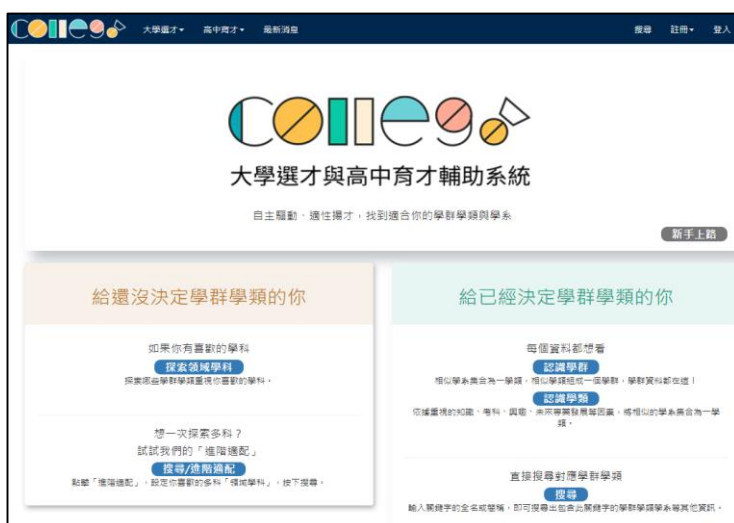 Collego 大學選才 高中育才 最新消息 搜尋 註冊 登入
Collego!
大學選才與高中育才輔助系統
自主驅動、適性揚才，找到適合你的學群學類與學系
新手上路
給還沒決定學群學類的你
如果你有喜歡的學科
探索領域學科
探索哪些學群學類重視你喜歡的學科。
想一次探索多科？
試試我們的「進階適配」
搜尋/進階適配
點聽「進階適配」，設定你喜歡的多科「領域學科」，按下搜尋。
給已經決定學群學類的你
每個資料都想看
認識學群
相似學系集合為一學類，相似學類組成一個學群，學群資料都在這！
認識學類
依據重視的知能、考科、興趣、未來專業發展等因素，將相似的學系集合為一學
類。
直接搜尋對應學群學類
搜尋
輸入關鍵字的全名或簡稱，即可搜尋出包含此關鍵字的學群學類學系等其他資訊。